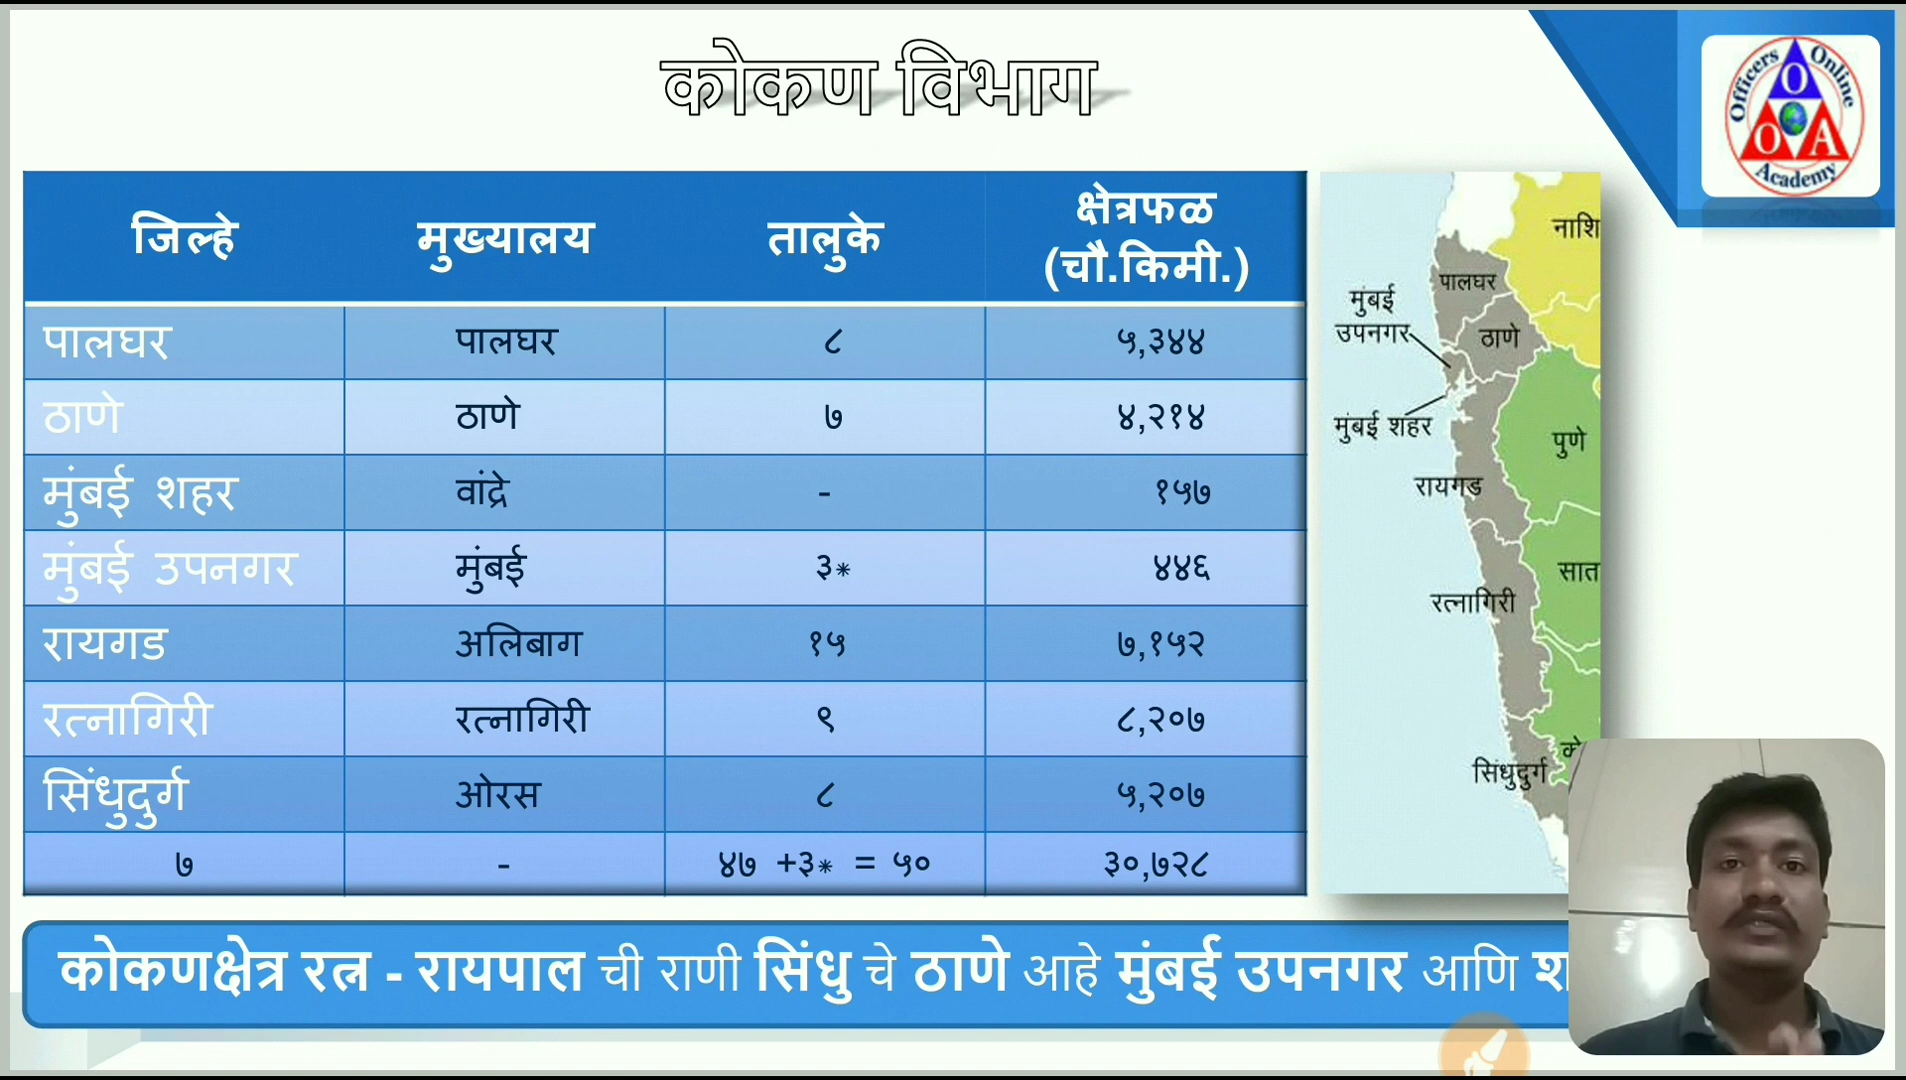 कोकण विभाग
Officers Online Academy
O
O A
जिल्हे मुख्यालय तालुके क्षेत्रफळ (चौ.किमी.)
पालघर पालघर ८ ५,३४४
ठाणे ठाणे ७ ४,२१४
मुंबई शहर वांद्रे - १५७
मुंबई उपनगर मुंबई ३* ४४६
रायगड अलिबाग १५ ७,१५२
रत्नागिरी रत्नागिरी ९ ८,२०७
सिंधुदुर्ग ओरस ८ ५,२०७
७ - ४७ +३* = ५० ३०,७२८
नाशि
पालघर
मुंबई
उपनगर
ठाणे
मुंबई शहर
पुणे
रायगड
सात
रत्नागिरी
को
सिंधुदुर्ग
कोकणक्षेत्र रत्न - रायपाल ची राणी सिंधु चे ठाणे आहे मुंबई उपनगर आणि श